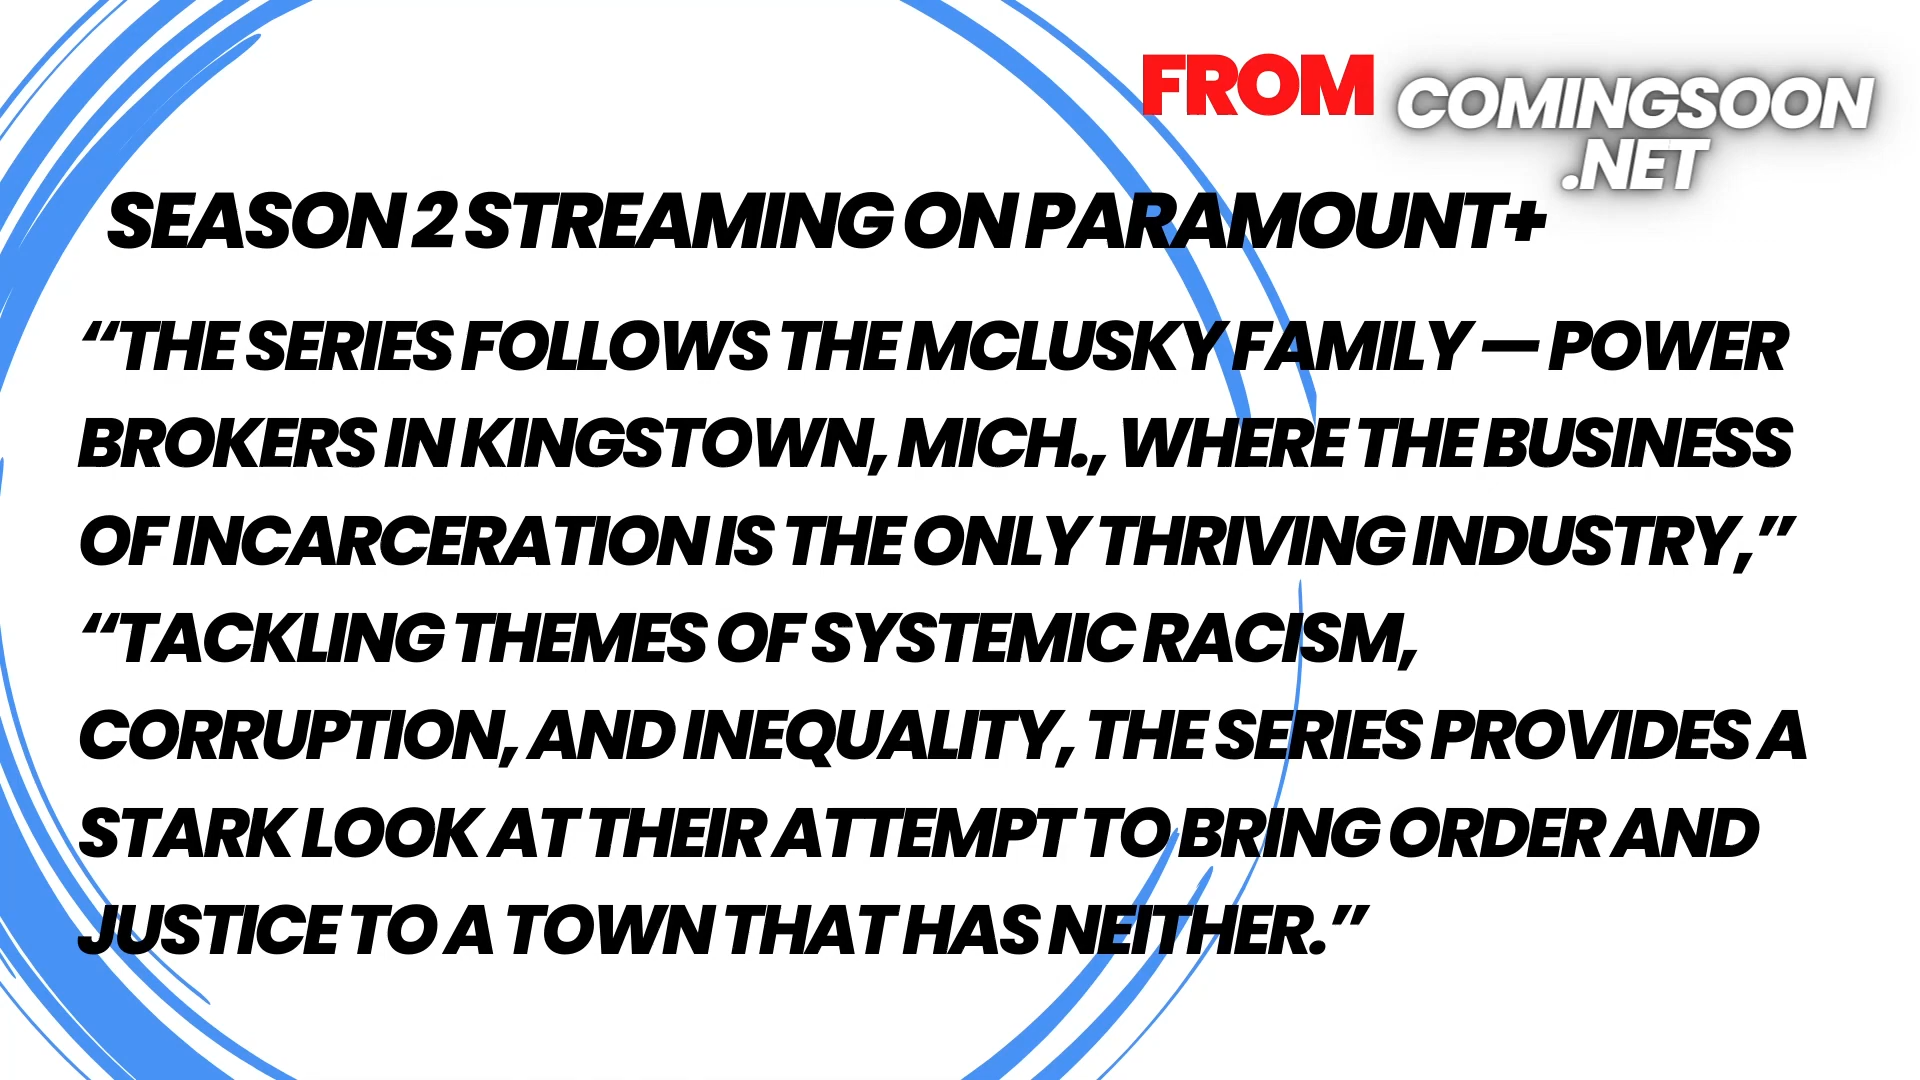 FROM COMINGSOON
.NET
SEASON 2 STREAMING ON PARAMOUNT+
“THE SERIES FOLLOWS THE MCLUSKY FAMILY — POWER
BROKERS IN KINGSTOWN, MICH., WHERE THE BUSINESS
OF INCARCERATION IS THE ONLY THRIVING INDUSTRY,”
“TACKLING THEMES OF SYSTEMIC RACISM,
CORRUPTION, AND INEQUALITY, THE SERIES PROVIDES A
STARK LOOK AT THEIR ATTEMPT TO BRING ORDER AND
JUSTICE TO A TOWN THAT HAS NEITHER.”